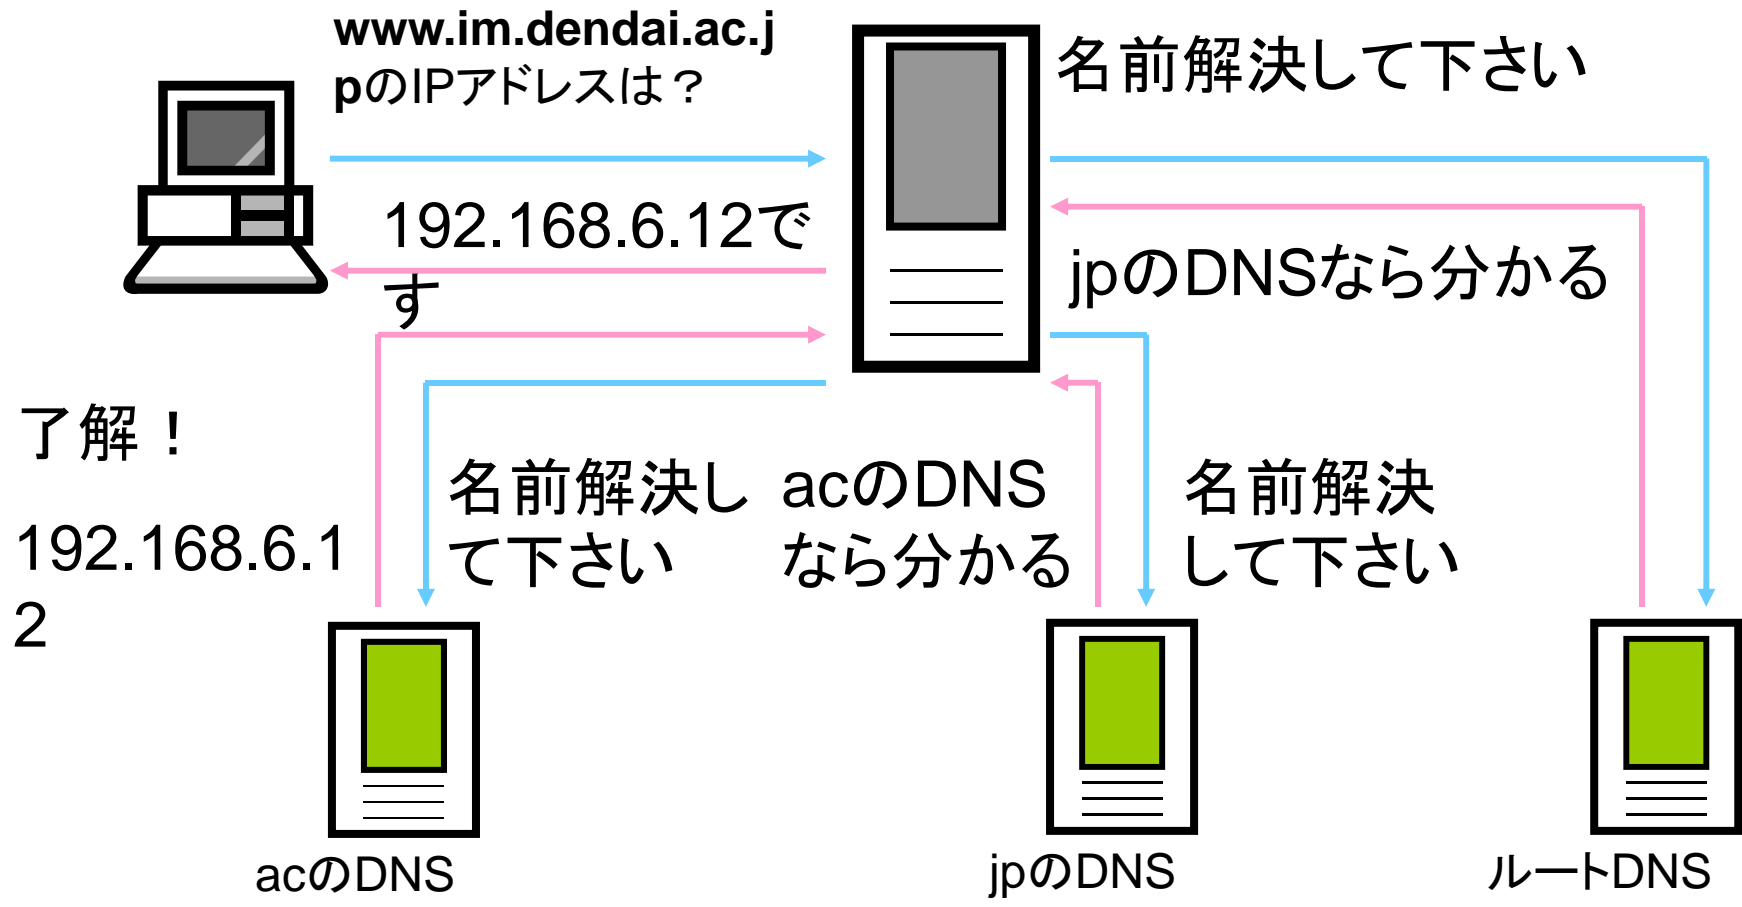 www.im.dendai.ac.j
pのIPアドレスは？
名前解決して下さい
192.168.6.12で
す
jpのDNSなら分かる
了解！
192.168.6.1
2
名前解決し
て下さい
acのDNS
なら分かる
名前解決
して下さい
acのDNS
jpのDNS
ルートDNS